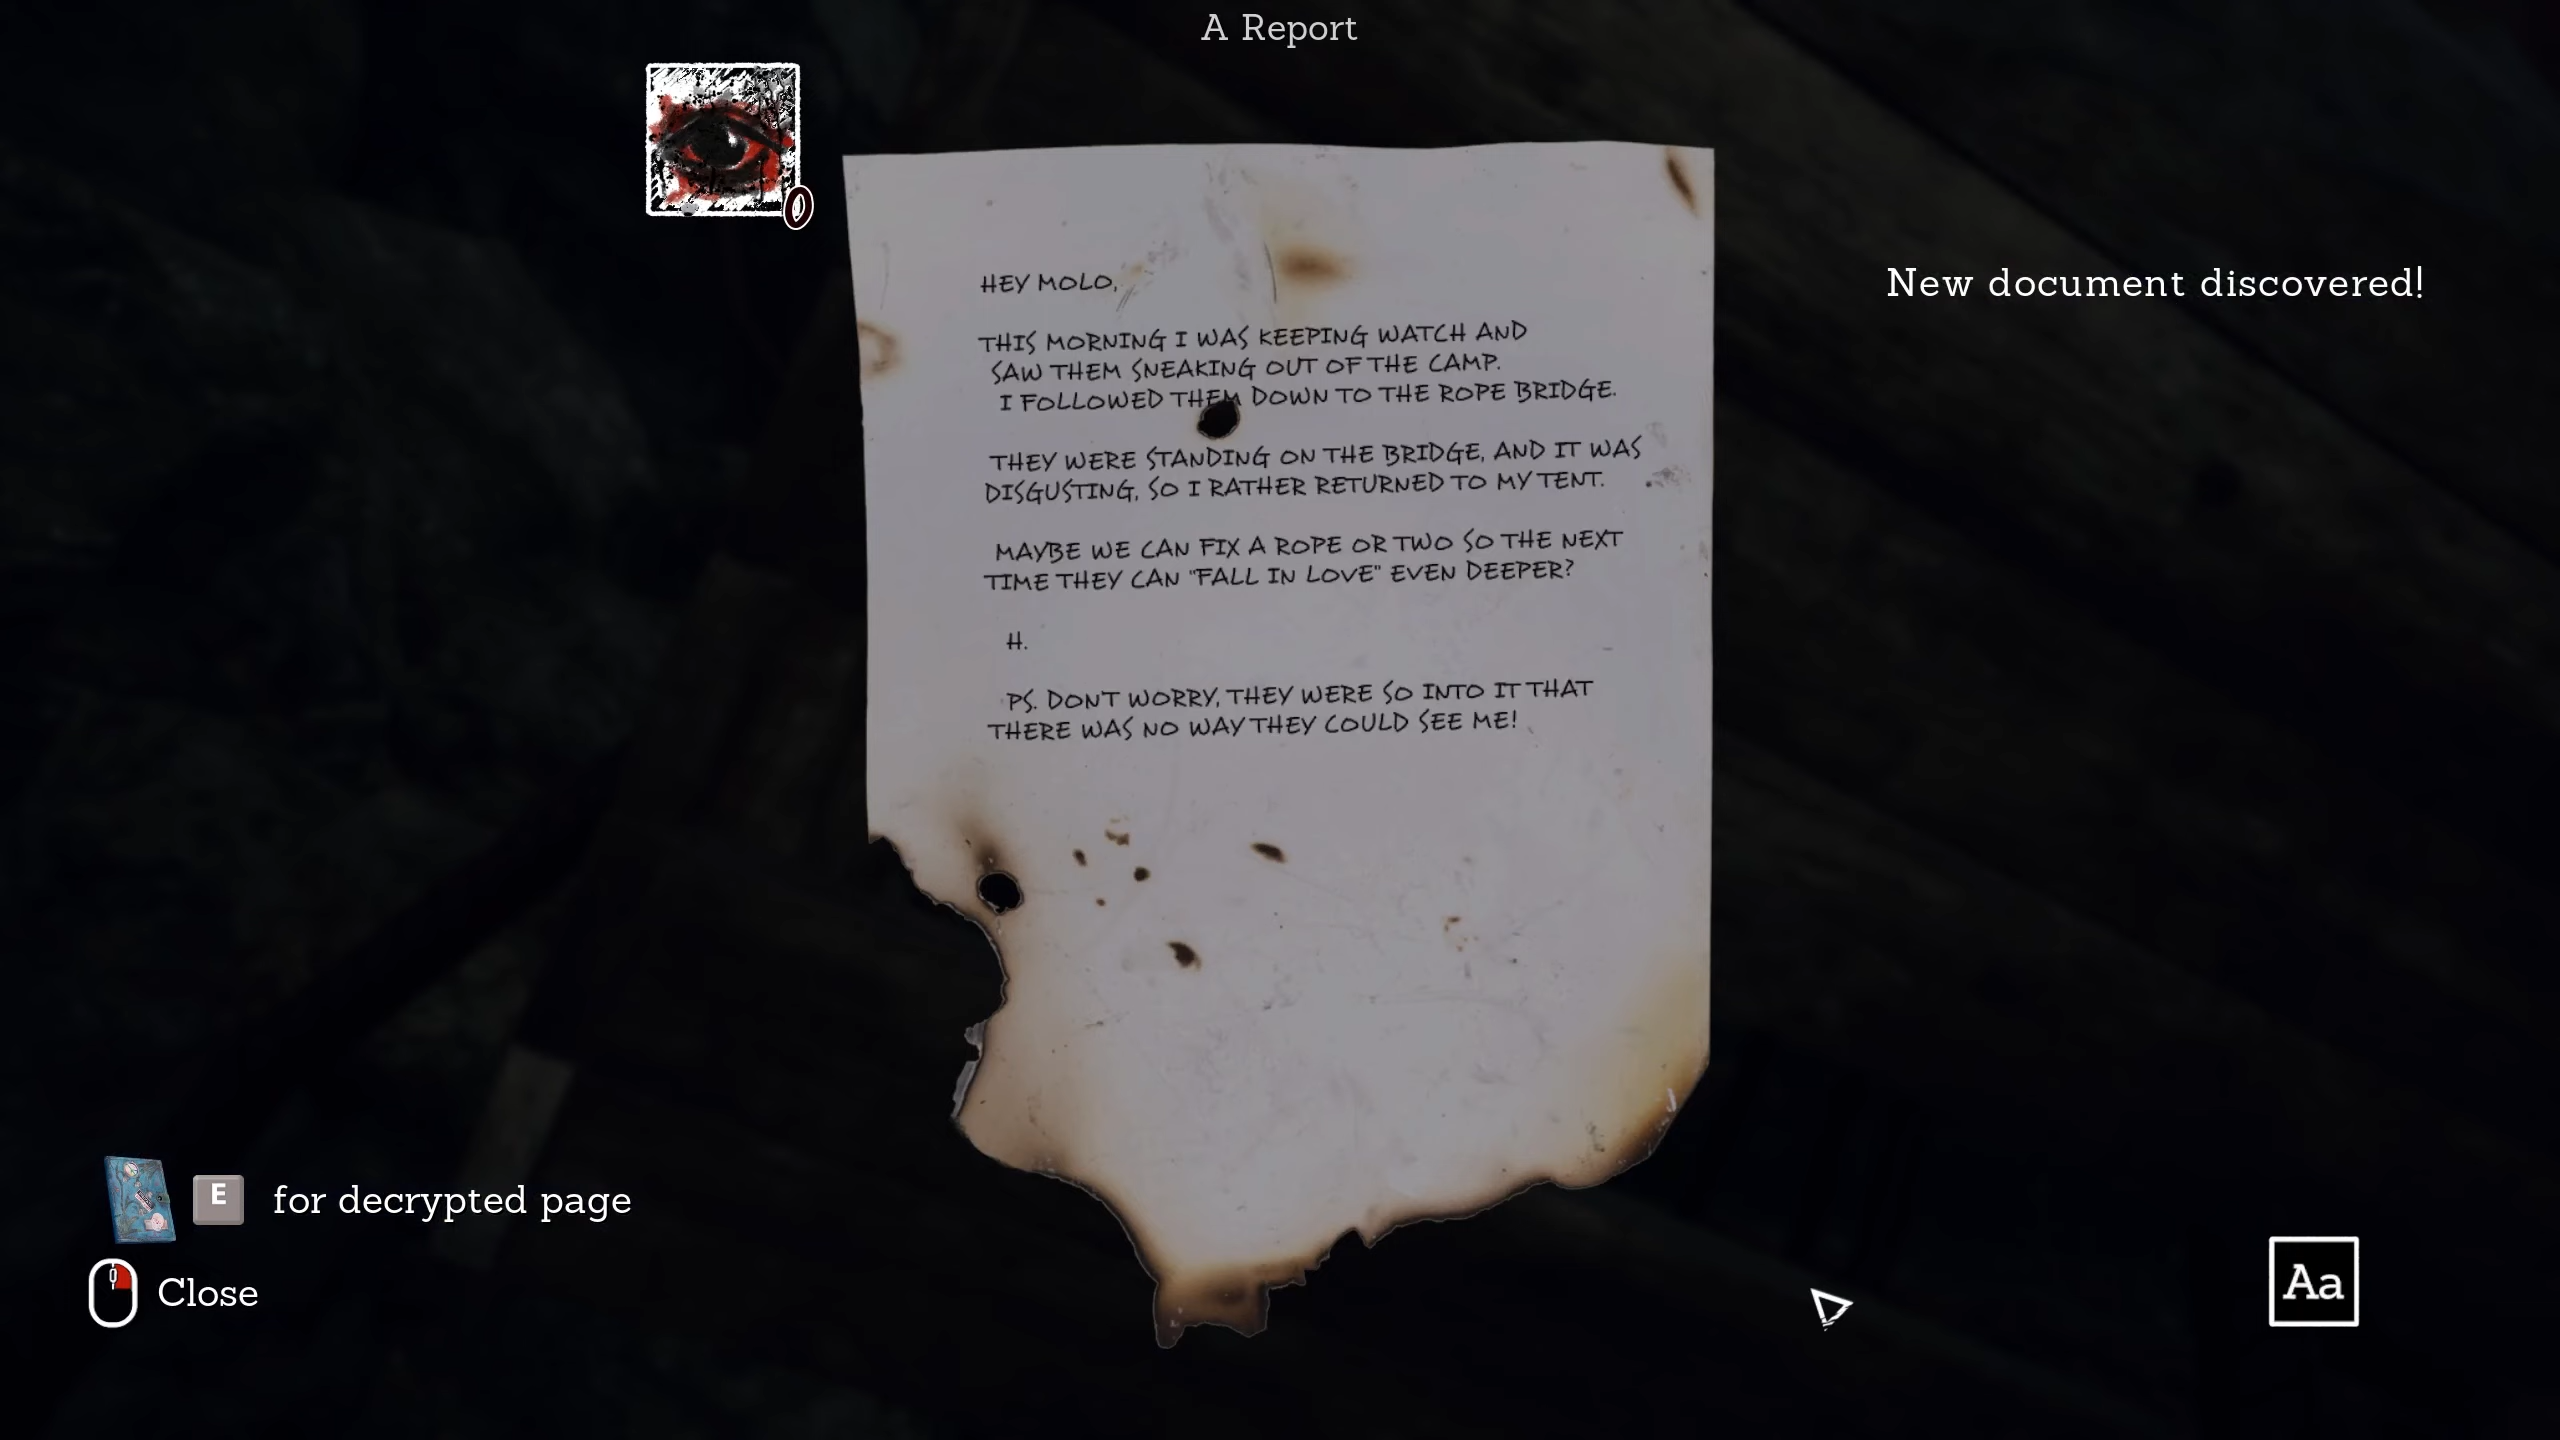 A Report
0
New document discovered!
HEY MOLO,
THIS MORNING I WAS KEEPING WATCH AND
SAW THEM SNEAKING OUT OF THE CAMP.
I FOLLOWED THEM DOWN TO THE ROPE BRIDGE.
THEY WERE STANDING ON THE BRIDGE, AND IT WAS
DISGUSTING, SO I RATHER RETURNED TO MY TENT.
MAYBE WE CAN FIX A ROPE OR TWO SO THE NEXT
TIME THEY CAN "FALL IN LOVE" EVEN DEEPER?
H.
PS. DON'T WORRY, THEY WERE SO INTO IT THAT
THERE WAS NO WAY THEY COULD SEE ME!
E for decrypted page
Close
Aa